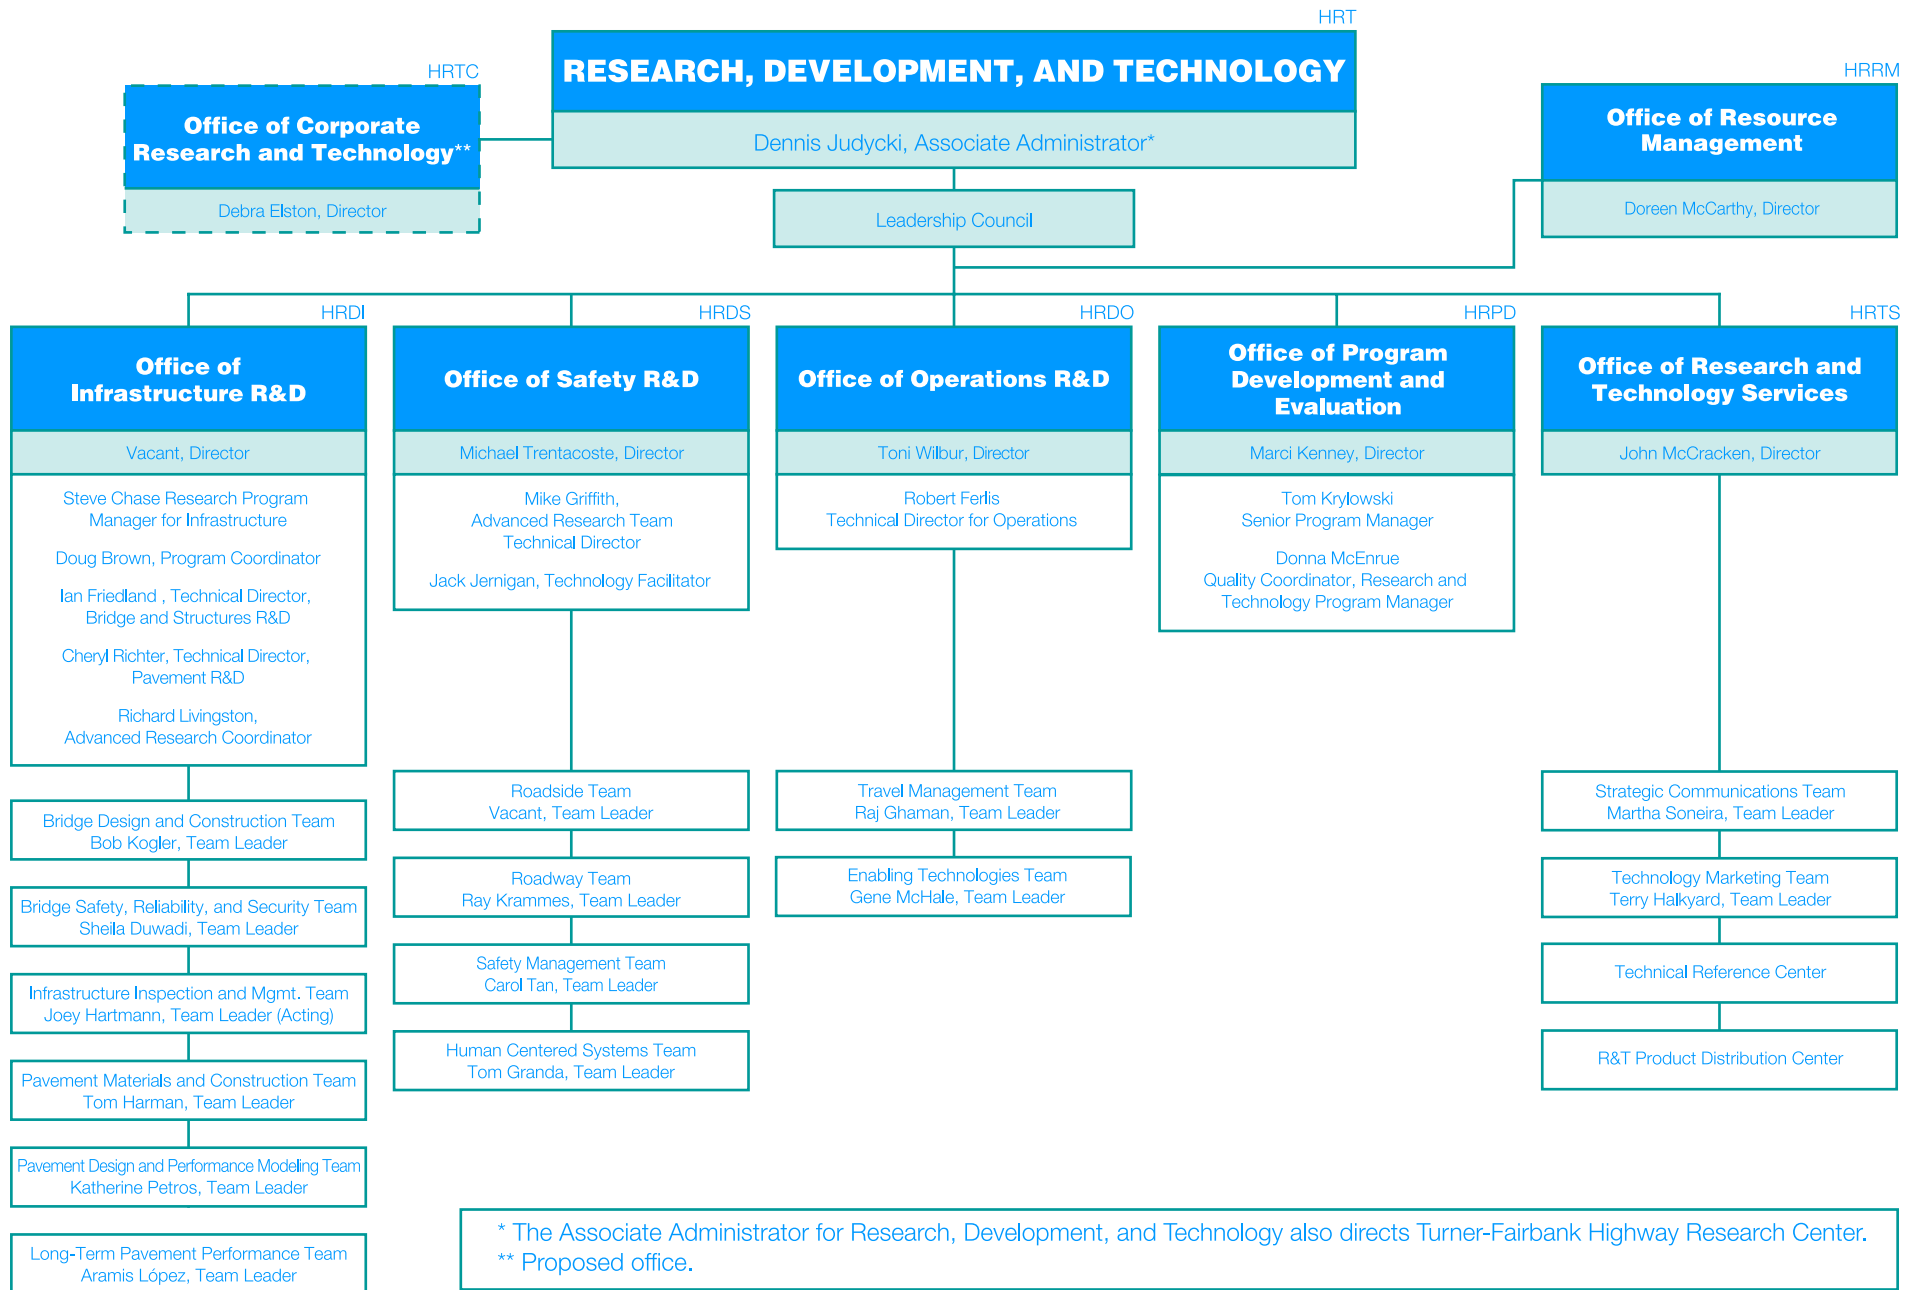 HRT
RESEARCH, DEVELOPMENT, AND TECHNOLOGY
Dennis Judycki, Associate Administrator*
HRTC
Office of Corporate
Research and Technology**
Debra Elston, Director
HRRM
Office of Resource
Management
Doreen McCarthy, Director
Leadership Council
HRDI
Office of
Infrastructure R&D
Vacant, Director
Steve Chase Research Program
Manager for Infrastructure
Doug Brown, Program Coordinator
Ian Friedland , Technical Director,
Bridge and Structures R&D
Cheryl Richter, Technical Director,
Pavement R&D
Richard Livingston,
Advanced Research Coordinator
Bridge Design and Construction Team
Bob Kogler, Team Leader
Bridge Safety, Reliability, and Security Team
Sheila Duwadi, Team Leader
Infrastructure Inspection and Mgmt. Team
Joey Hartmann, Team Leader (Acting)
Pavement Materials and Construction Team
Tom Harman, Team Leader
Pavement Design and Performance Modeling Team
Katherine Petros, Team Leader
Long-Term Pavement Performance Team
Aramis López, Team Leader
HRDS
Office of Safety R&D
Michael Trentacoste, Director
Mike Griffith,
Advanced Research Team
Technical Director
Jack Jernigan, Technology Facilitator
Roadside Team
Vacant, Team Leader
Roadway Team
Ray Krammes, Team Leader
Safety Management Team
Carol Tan, Team Leader
Human Centered Systems Team
Tom Granda, Team Leader
HRDO
Office of Operations R&D
Toni Wilbur, Director
Robert Ferlis
Technical Director for Operations
Travel Management Team
Raj Ghaman, Team Leader
Enabling Technologies Team
Gene McHale, Team Leader
HRPD
Office of Program
Development and
Evaluation
Marci Kenney, Director
Tom Krylowski
Senior Program Manager
Donna McEnrue
Quality Coordinator, Research and
Technology Program Manager
HRTS
Office of Research and
Technology Services
John McCracken, Director
Strategic Communications Team
Martha Soneira, Team Leader
Technology Marketing Team
Terry Halkyard, Team Leader
Technical Reference Center
R&T Product Distribution Center
* The Associate Administrator for Research, Development, and Technology also directs Turner-Fairbank Highway Research Center.
** Proposed office.